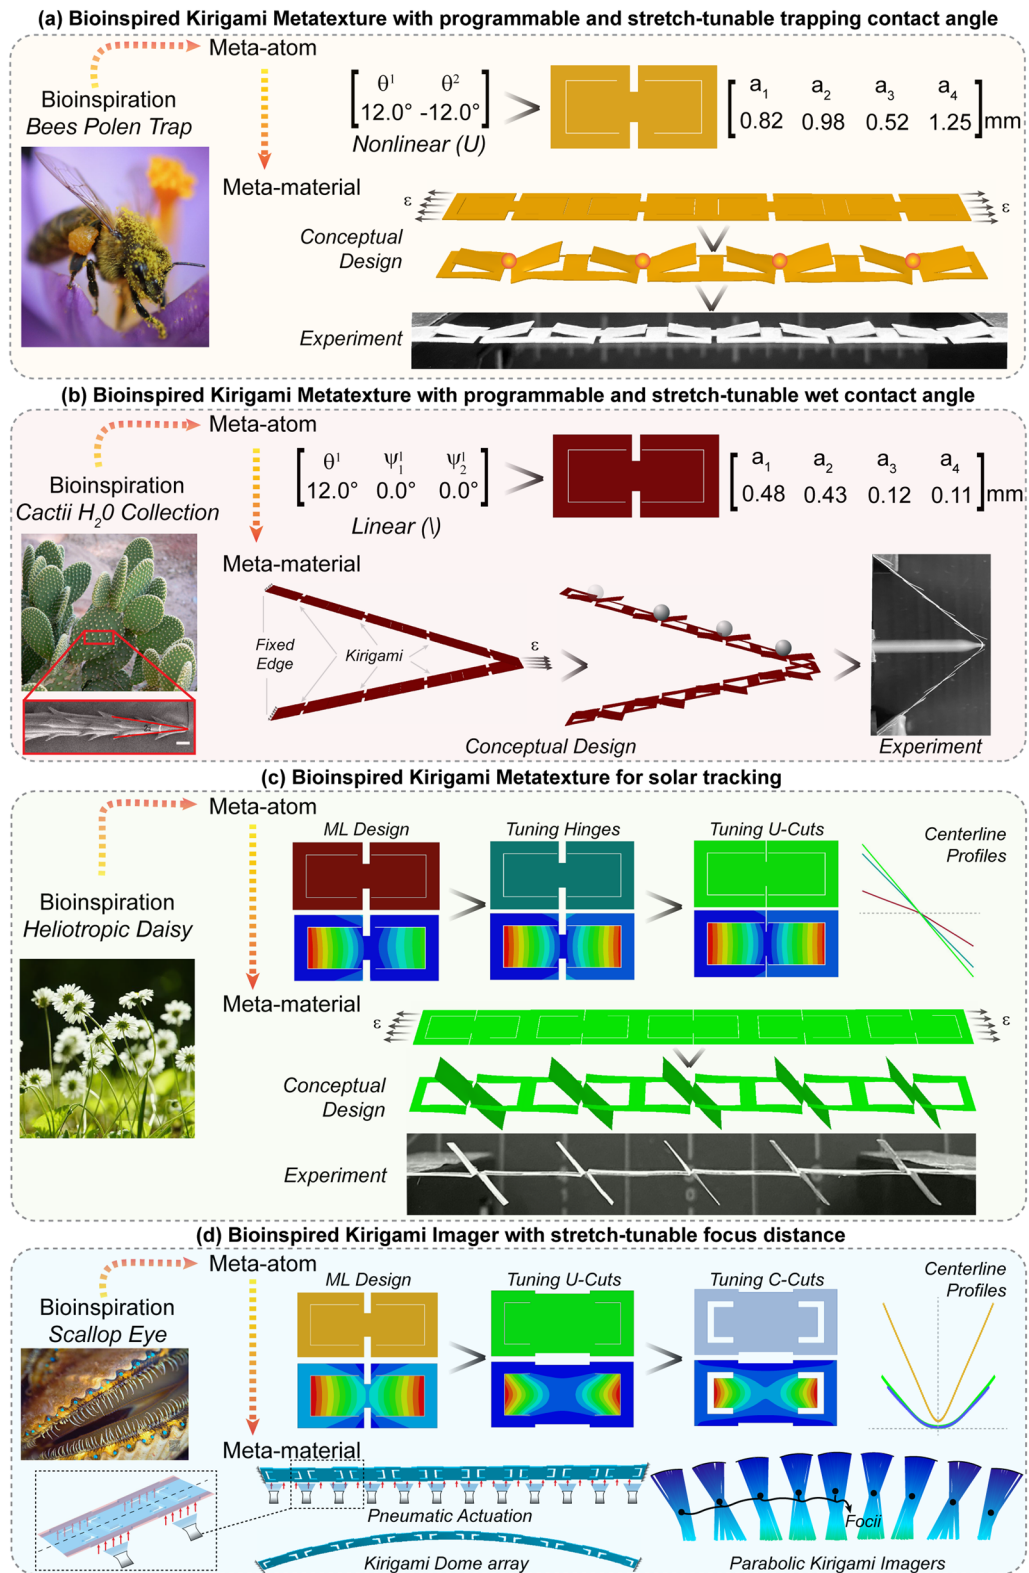 (a) Bioinspired Kirigami Metatexture with programmable and stretch-tunable trapping contact angle
Meta-atom
Bioinspiration
Bees Polen Trap
θ¹ θ²
12.0° -12.0°
Nonlinear (U)
a₁ a₂ a₃ a₄
0.82 0.98 0.52 1.25 mm
Meta-material
ε
ε
Conceptual
Design
Experiment
(b) Bioinspired Kirigami Metatexture with programmable and stretch-tunable wet contact angle
Meta-atom
Bioinspiration
Cactii H₂0 Collection
θ¹ ψ₁¹ ψ₂¹
12.0° 0.0° 0.0°
Linear (\)
a₁ a₂ a₃ a₄
0.48 0.43 0.12 0.11 mm
Meta-material
Fixed
Edge
Kirigami
ε
Conceptual Design
Experiment
(c) Bioinspired Kirigami Metatexture for solar tracking
Meta-atom
Bioinspiration
Heliotropic Daisy
ML Design
Tuning Hinges
Tuning U-Cuts
Centerline
Profiles
Meta-material
ε
ε
Conceptual
Design
Experiment
(d) Bioinspired Kirigami Imager with stretch-tunable focus distance
Meta-atom
Bioinspiration
Scallop Eye
ML Design
Tuning U-Cuts
Tuning C-Cuts
Centerline
Profiles
Meta-material
Pneumatic Actuation
Kirigami Dome array
Focii
Parabolic Kirigami Imagers